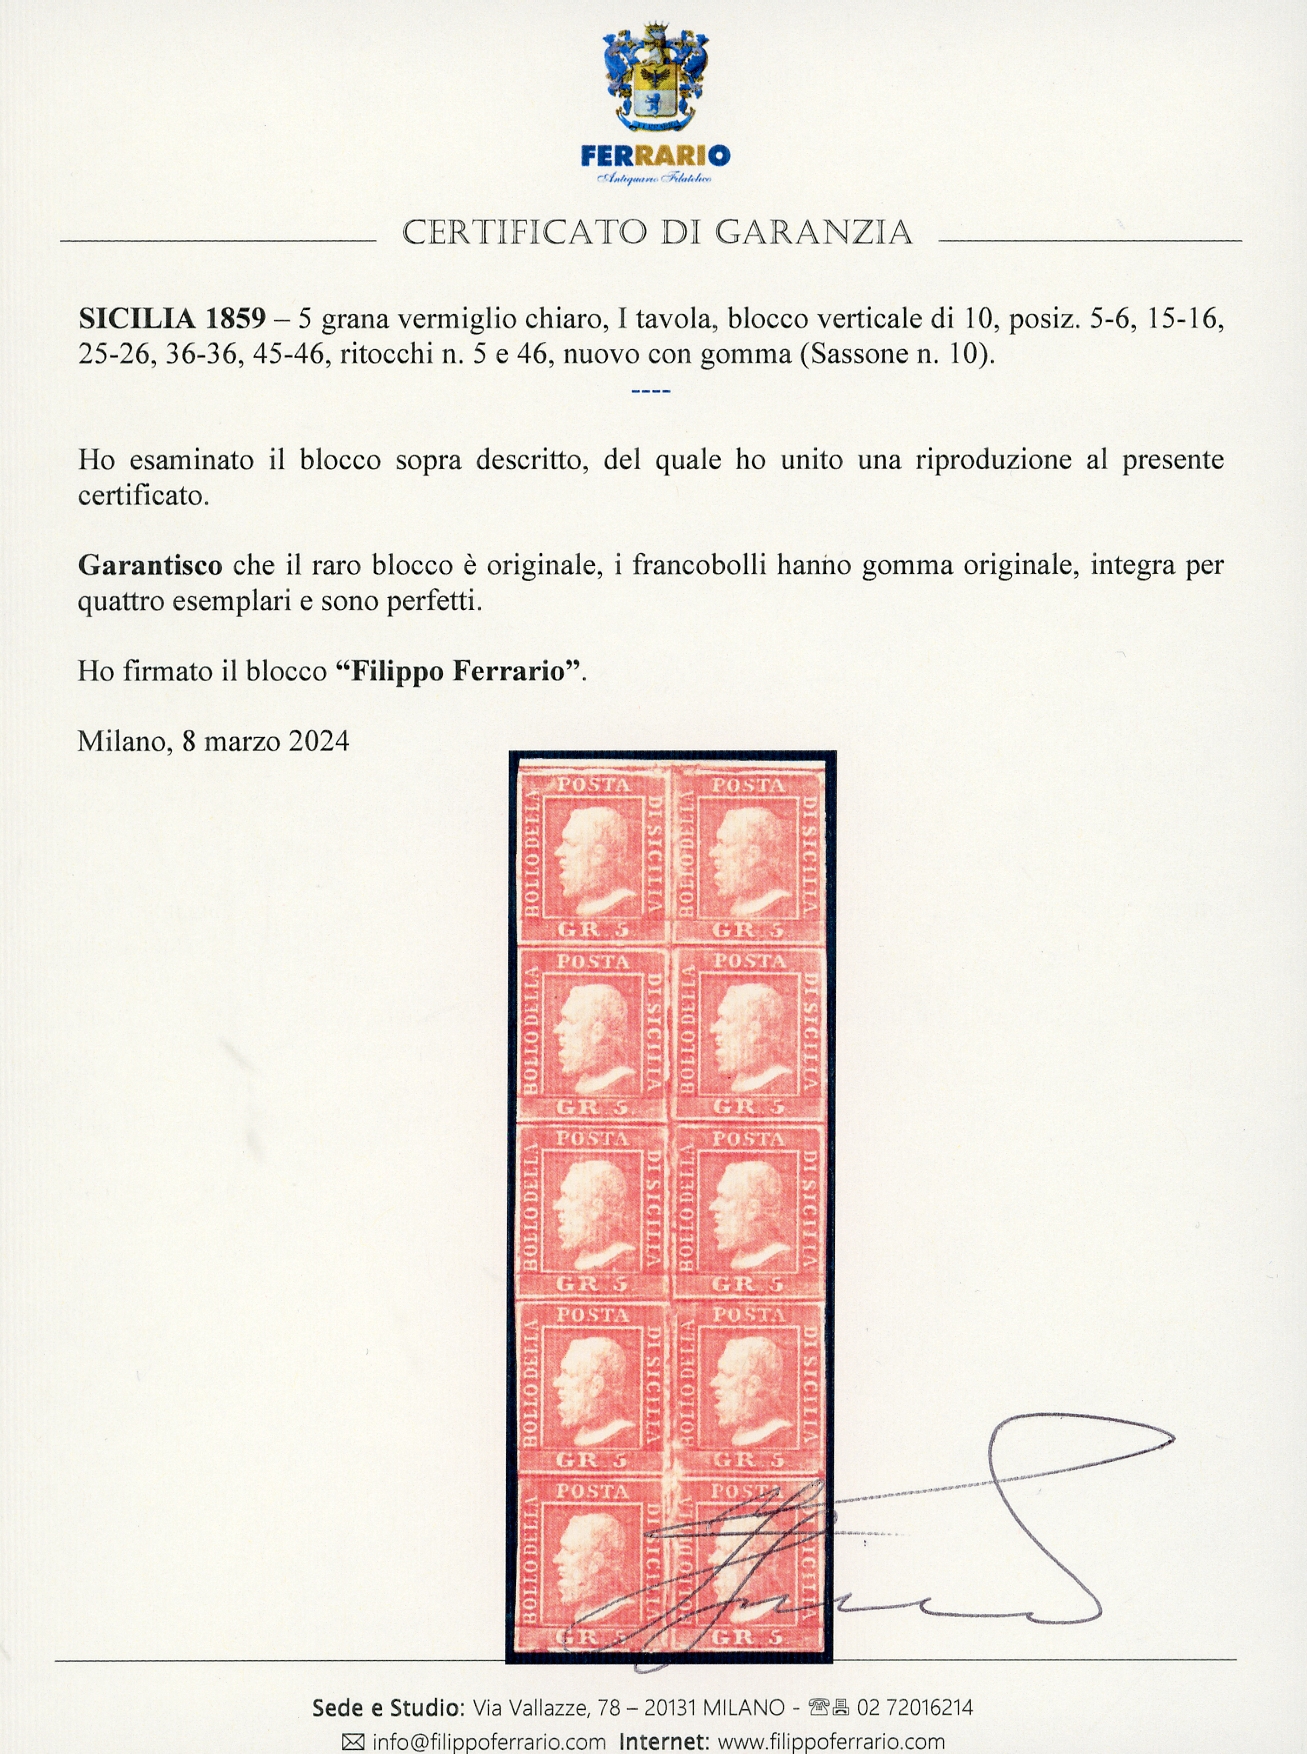 FERRARIO
Antiquario Filatelico
CERTIFICATO DI GARANZIA
SICILIA 1859 – 5 grana vermiglio chiaro, I tavola, blocco verticale di 10, posiz. 5-6, 15-16,
25-26, 36-36, 45-46, ritocchi n. 5 e 46, nuovo con gomma (Sassone n. 10).
----
Ho esaminato il blocco sopra descritto, del quale ho unito una riproduzione al presente
certificato.
Garantisco che il raro blocco è originale, i francobolli hanno gomma originale, integra per
quattro esemplari e sono perfetti.
Ho firmato il blocco “Filippo Ferrario”.
Milano, 8 marzo 2024
POSTA POSTA
BOLLO DELLA DI SICILIA BOLLO DELLA DI SICILIA
GR. 5 GR. 5
POSTA POSTA
BOLLO DELLA DI SICILIA BOLLO DELLA DI SICILIA
GR. 5. GR. 5
POSTA POSTA
BOLLO DELLA DI SICILIA BOLLO DELLA DI SICILIA
GR. 5 GR. 5
POSTA POSTA
BOLLO DELLA DI SICILIA BOLLO DELLA DI SICILIA
GR. 5 GR. 5
POSTA POSTA
BOLLO DELLA DI SICILIA BOLLO DELLA DI SICILIA
GR. 5 GR. 5
Sede e Studio: Via Vallazze, 78 – 20131 MILANO - 02 72016214
info@filippoferrario.com Internet: www.filippoferrario.com